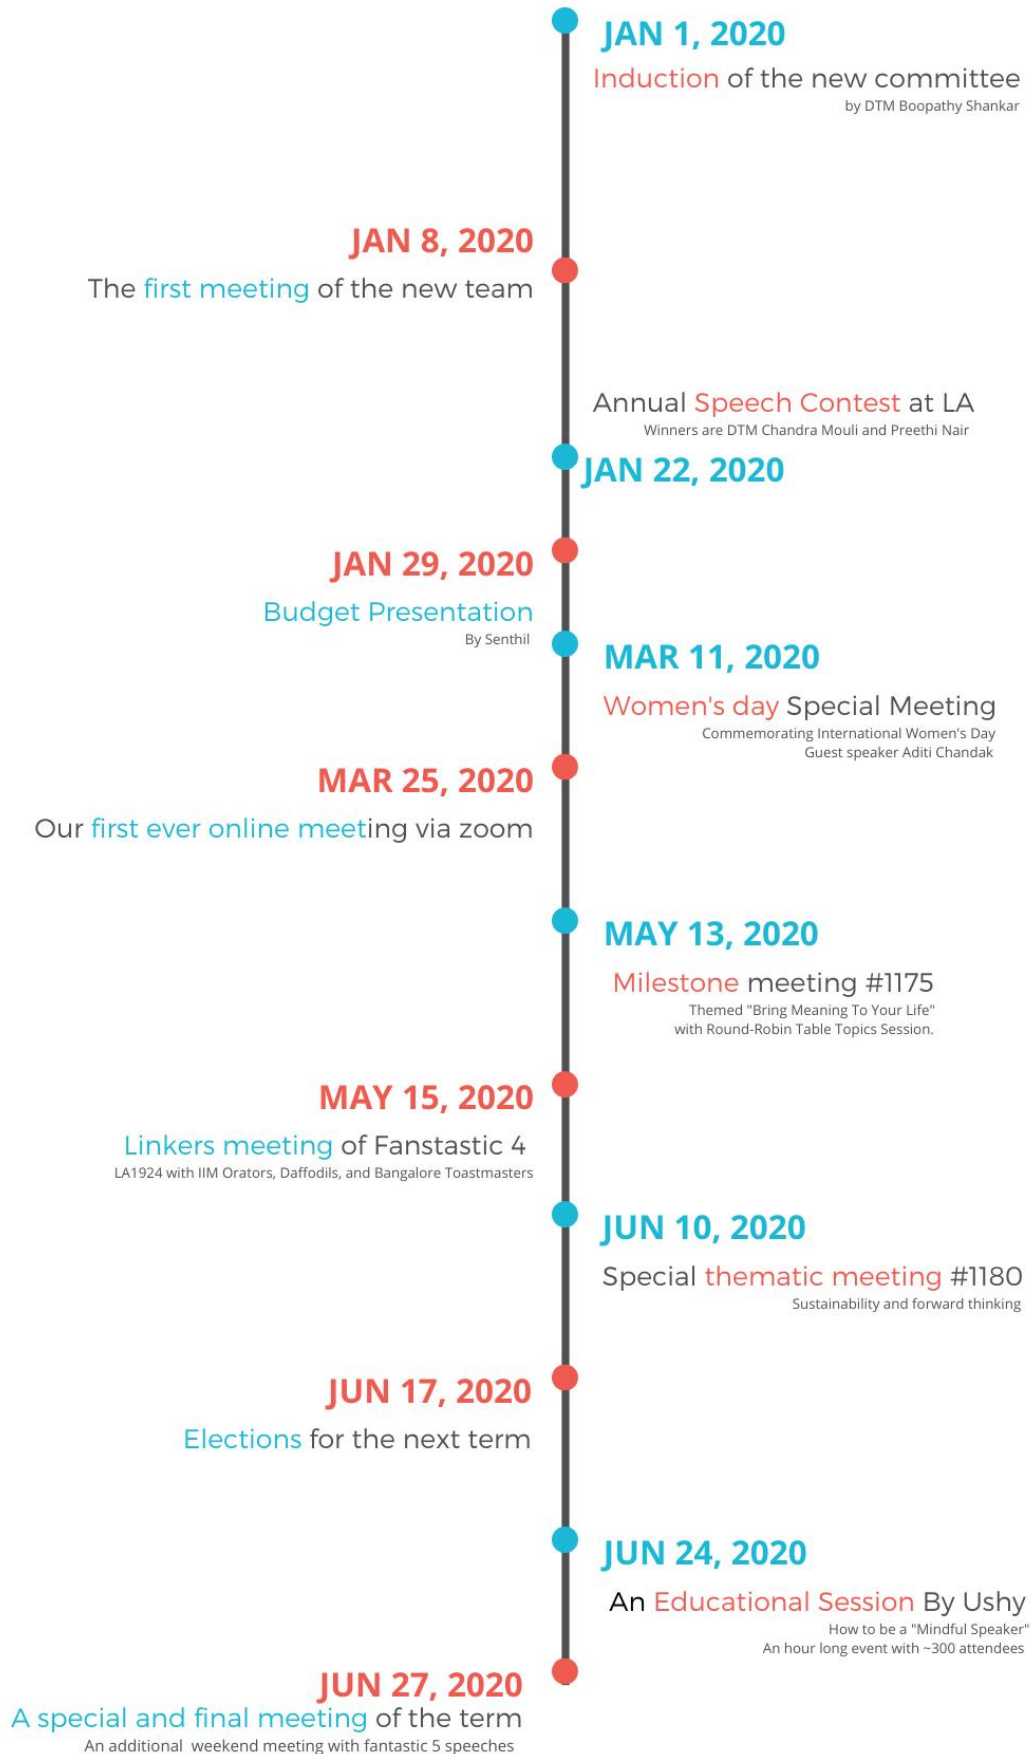 JAN 1, 2020
Induction of the new committee
by DTM Boopathy Shankar
JAN 8, 2020
The first meeting of the new team
Annual Speech Contest at LA
Winners are DTM Chandra Mouli and Preethi Nair
JAN 22, 2020
JAN 29, 2020
Budget Presentation
By Senthil
MAR 11, 2020
Women's day Special Meeting
Commemorating International Women's Day
Guest speaker Aditi Chandak
MAR 25, 2020
Our first ever online meeting via zoom
MAY 13, 2020
Milestone meeting #1175
Themed "Bring Meaning To Your Life"
with Round-Robin Table Topics Session.
MAY 15, 2020
Linkers meeting of Fanstastic 4
LA1924 with IIM Orators, Daffodils, and Bangalore Toastmasters
JUN 10, 2020
Special thematic meeting #1180
Sustainability and forward thinking
JUN 17, 2020
Elections for the next term
JUN 24, 2020
An Educational Session By Ushy
How to be a "Mindful Speaker"
An hour long event with ~300 attendees
JUN 27, 2020
A special and final meeting of the term
An additional weekend meeting with fantastic 5 speeches